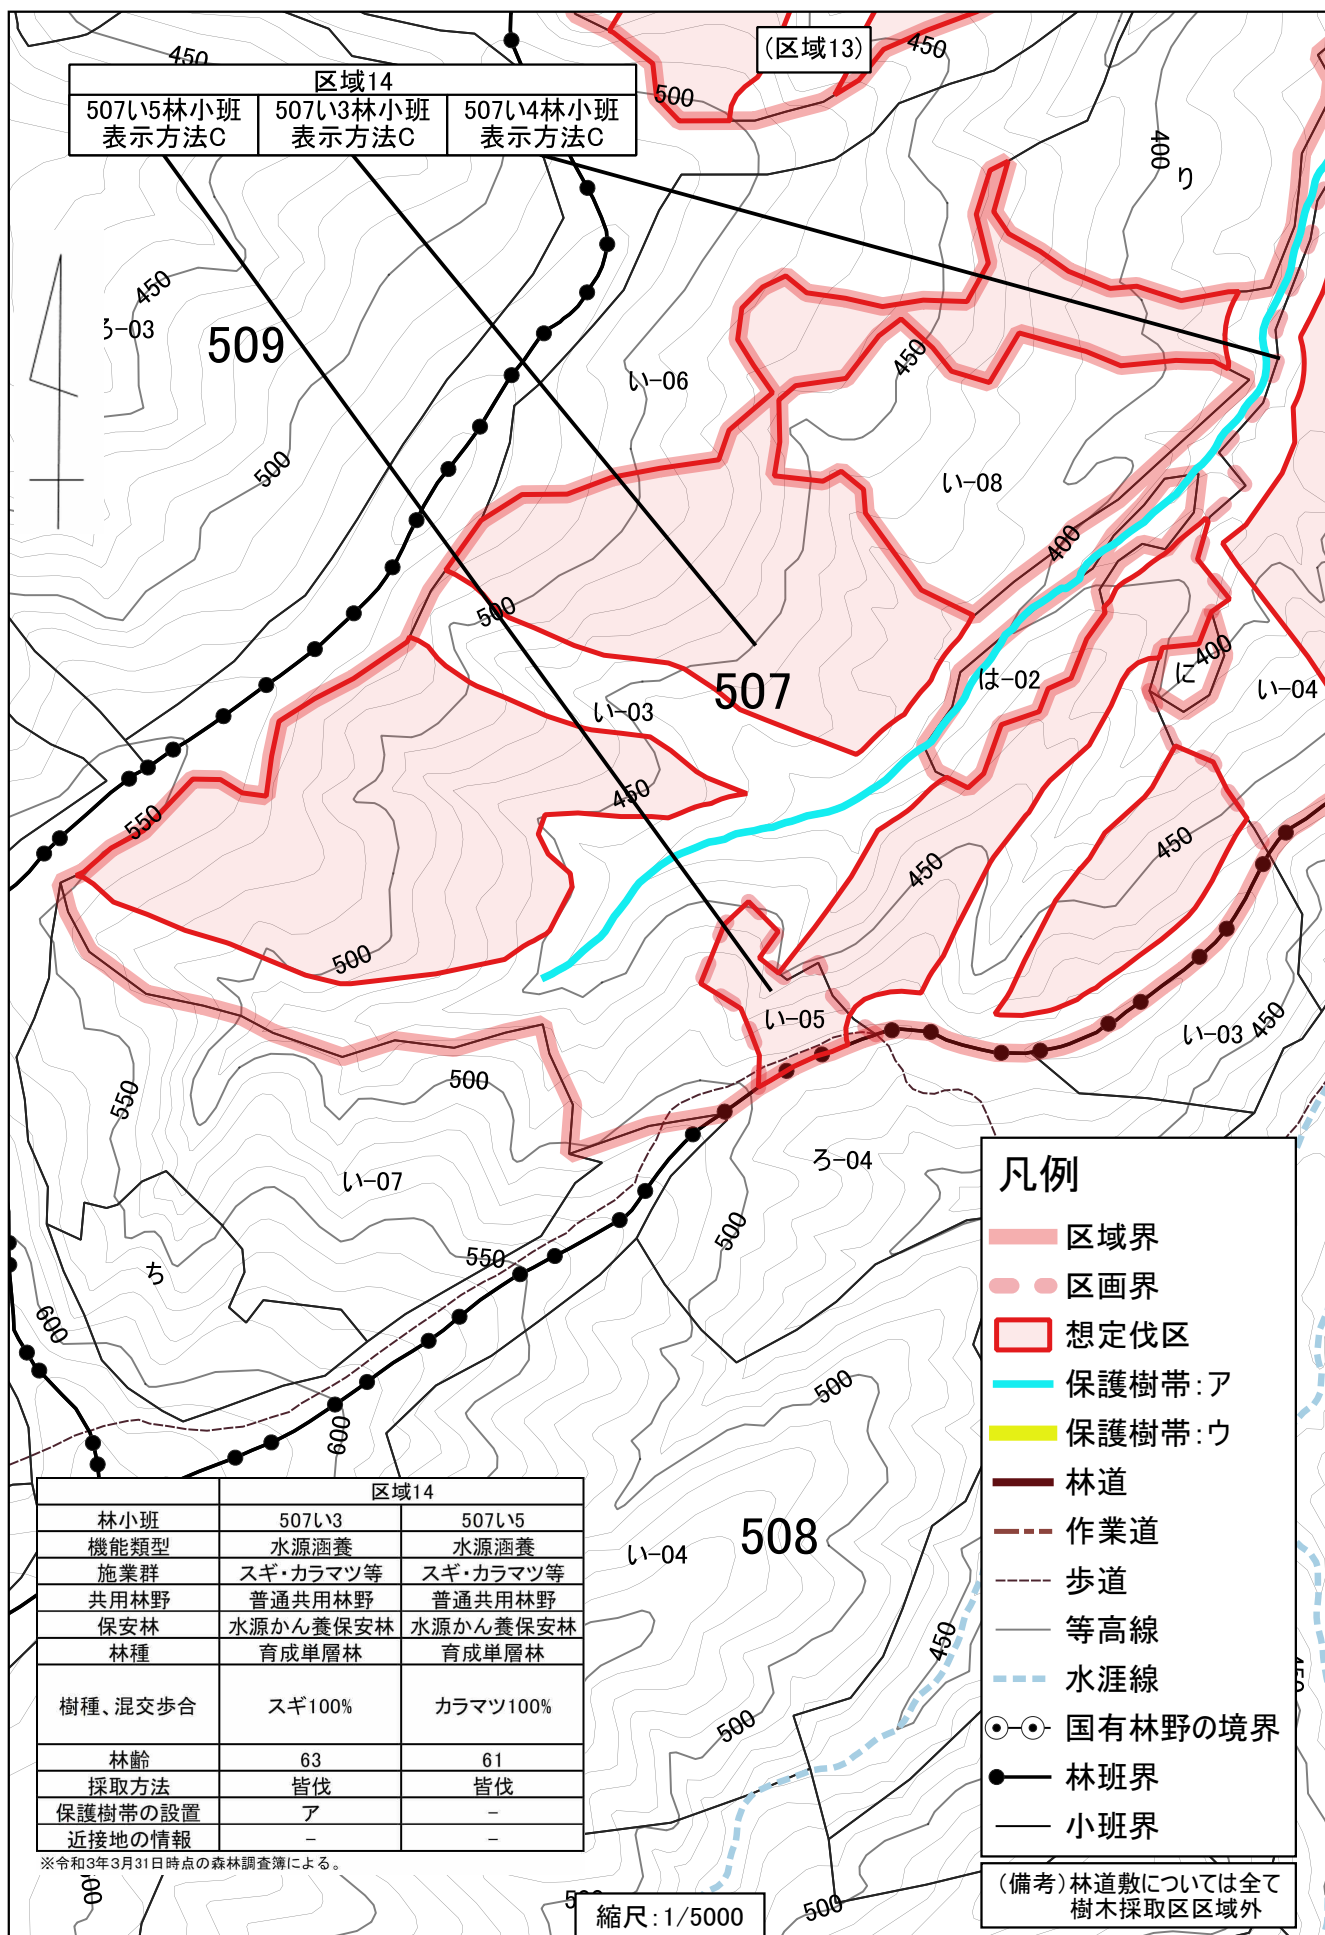 (区域13)
区域14
507い5林小班 507い3林小班 507い4林小班
表示方法C 表示方法C 表示方法C
450
450
500
400
り
450
ろ-03
509
い-06
450
500
い-08
400
500
は-02
に
400
い-04
507
い-03
450
550
450
450
500
い-05
い-03
450
550
500
ろ-04
い-07
500
550
ち
600
500
600
508
い-04
450
500
450
500
凡例
区域界
区画界
想定伐区
保護樹帯:ア
保護樹帯:ウ
林道
作業道
歩道
等高線
水涯線
国有林野の境界
林班界
小班界
(備考)林道敷については全て
樹木採取区区域外
区域14
林小班 507い3 507い5
機能類型 水源涵養 水源涵養
施業群 スギ・カラマツ等 スギ・カラマツ等
共用林野 普通共用林野 普通共用林野
保安林 水源かん養保安林 水源かん養保安林
林種 育成単層林 育成単層林
樹種、混交歩合 スギ100% カラマツ100%
林齢 63 61
採取方法 皆伐 皆伐
保護樹帯の設置 ア -
近接地の情報 - -
※令和3年3月31日時点の森林調査簿による。
縮尺:1/5000